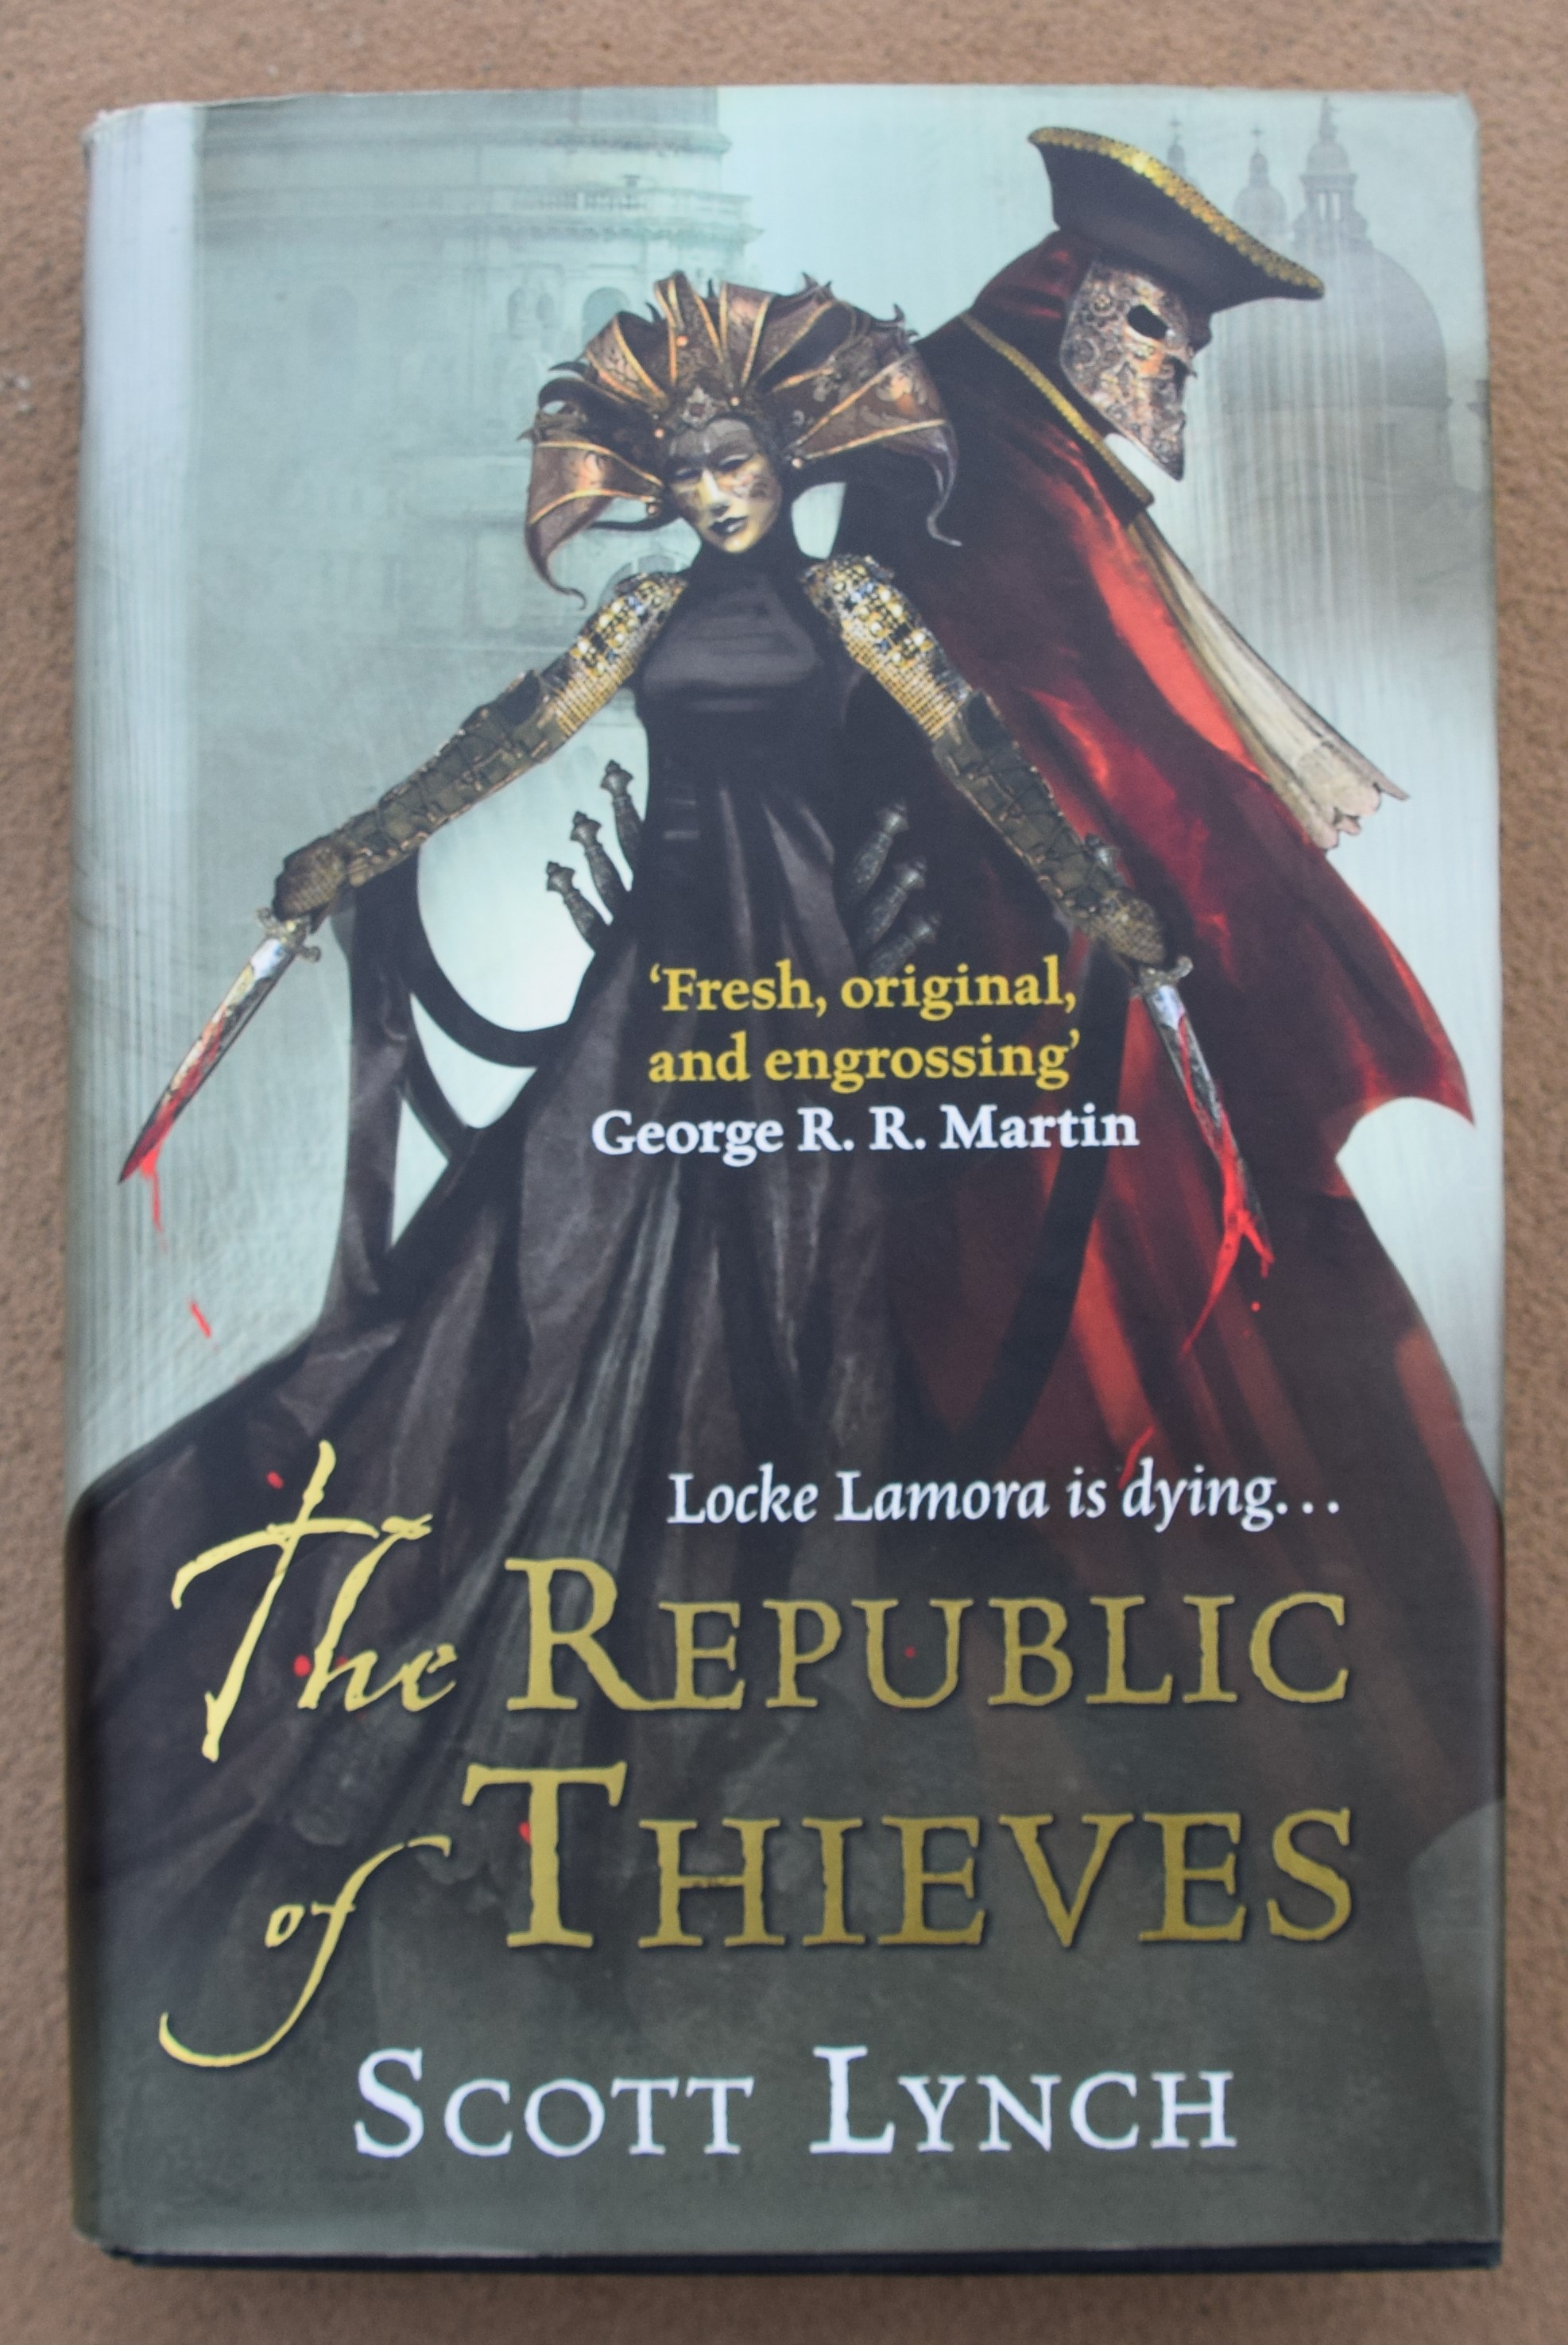 ‘Fresh, original,
and engrossing’
George R. R. Martin
Locke Lamora is dying...
The REPUBLIC
of THIEVES
SCOTT LYNCH